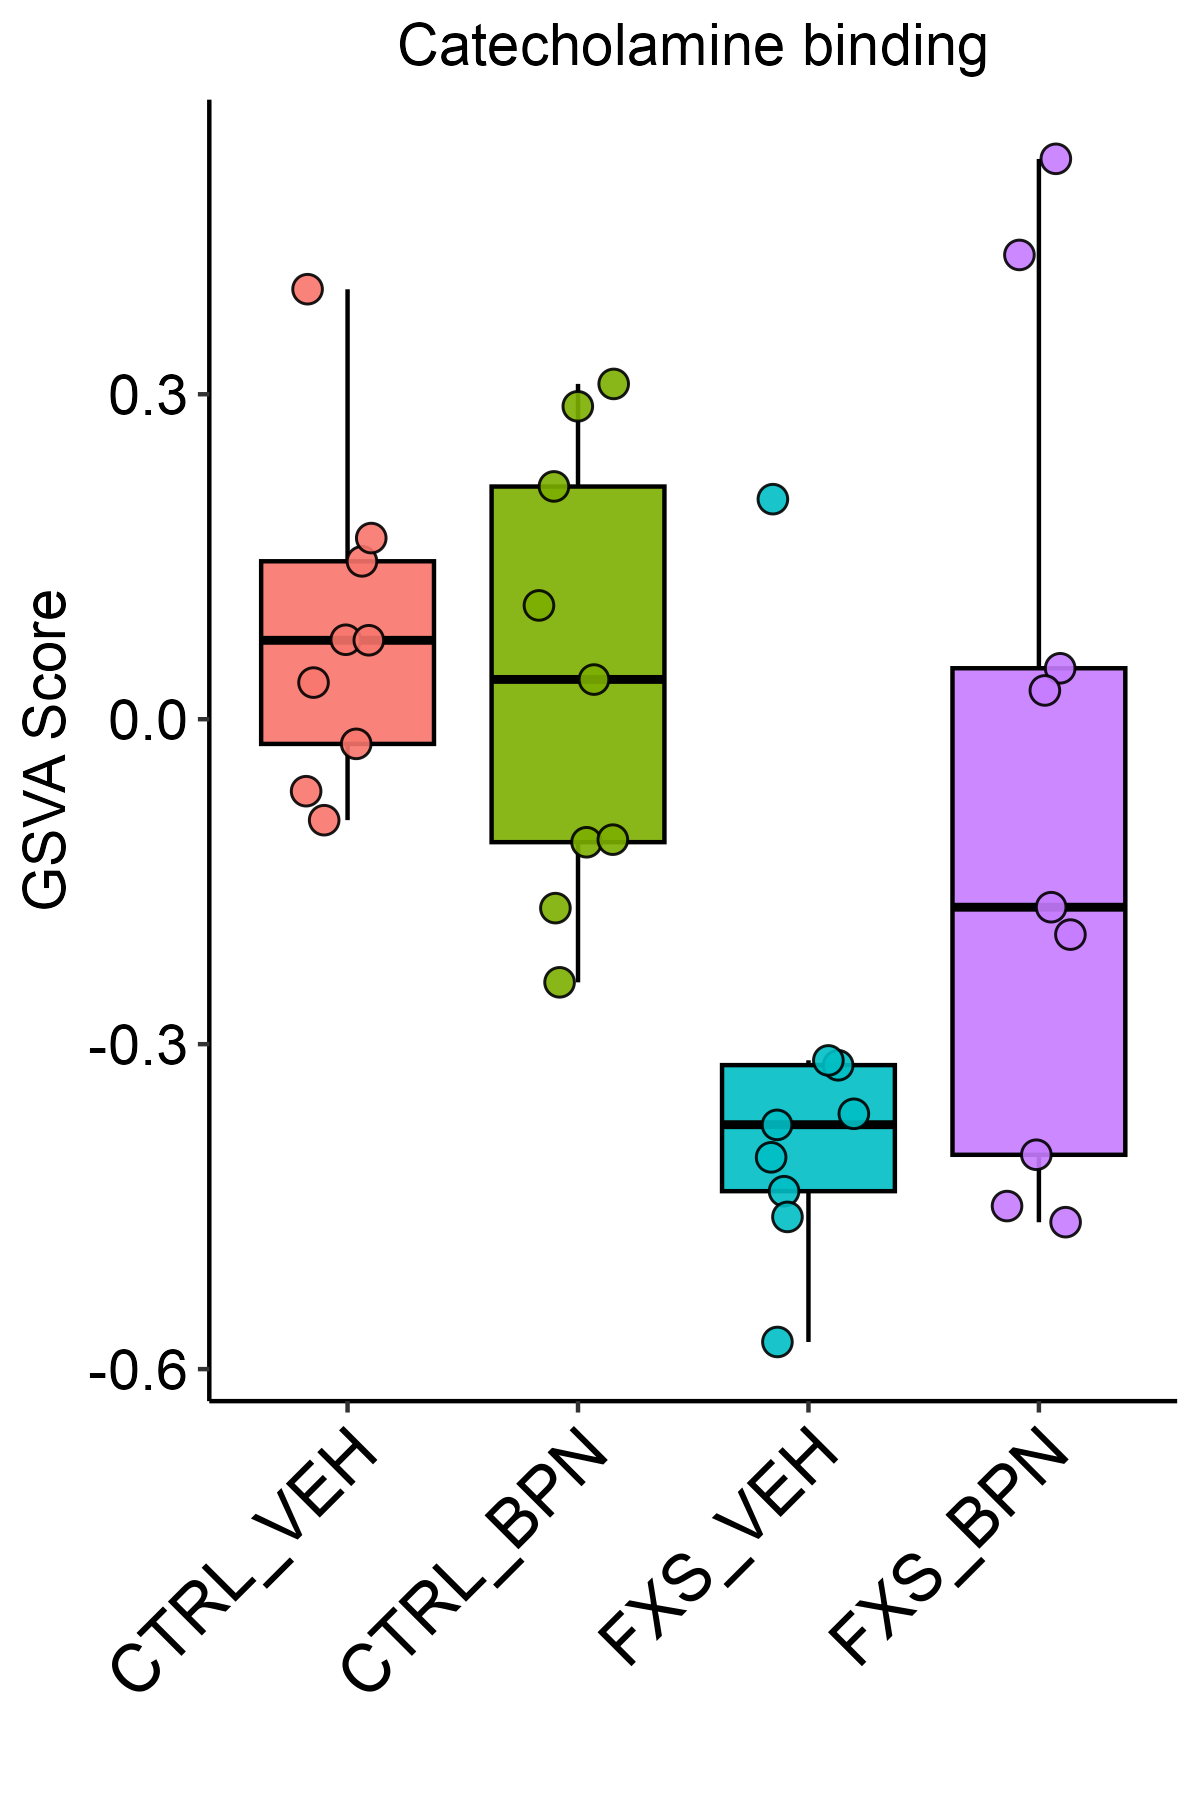 Catecholamine binding
GSVA Score
0.3
0.0
-0.3
-0.6
CTRL_VEH
CTRL_BPN
FXS_VEH
FXS_BPN